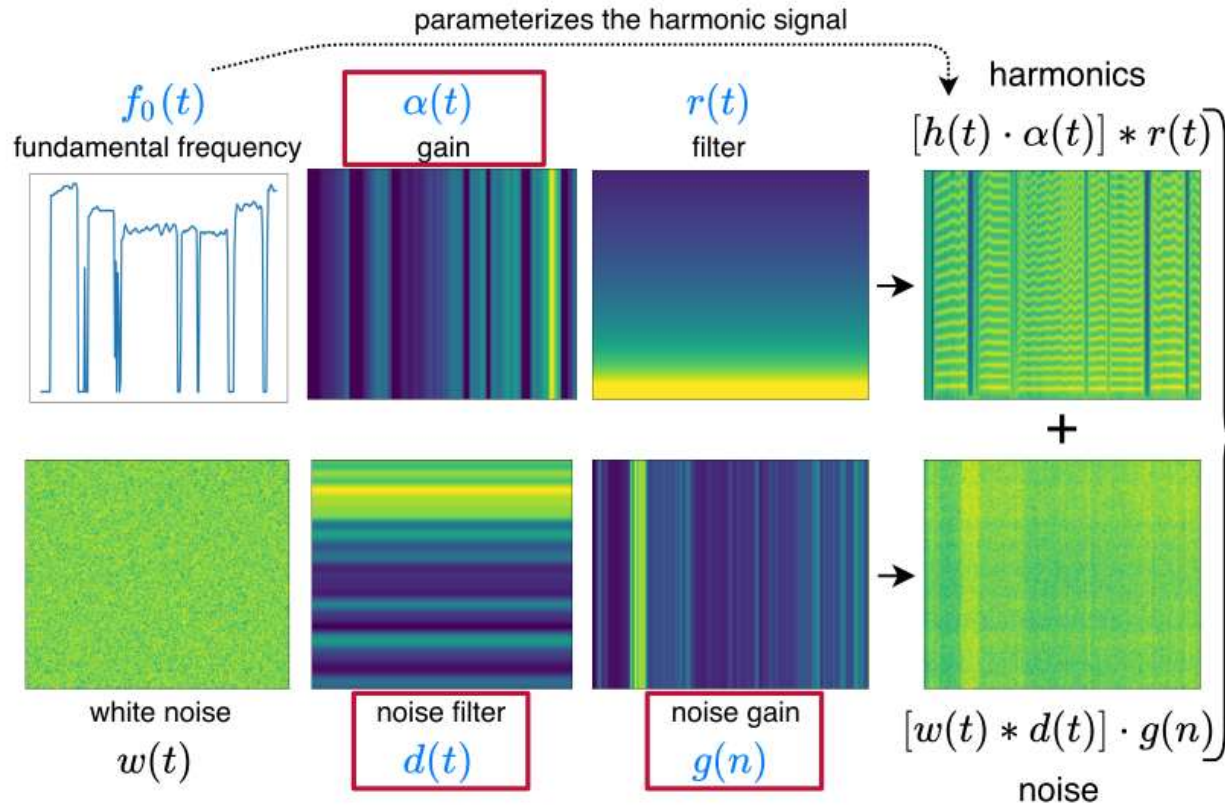 parameterizes the harmonic signal
harmonics
f₀(t) α(t) r(t) [h(t) · α(t)] * r(t)
fundamental frequency gain filter
+
white noise noise filter noise gain
w(t) d(t) g(n) [w(t) * d(t)] · g(n)
noise